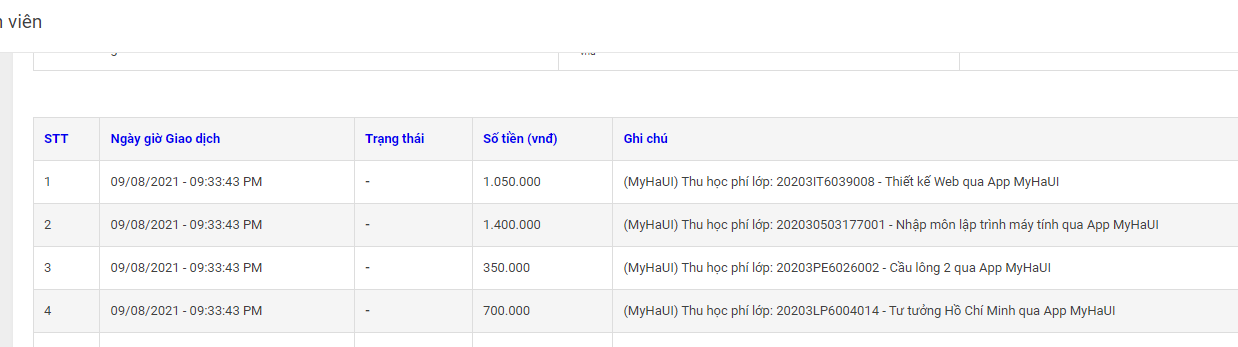 viên
STT Ngày giờ Giao dịch Trạng thái Số tiền (vnđ) Ghi chú
1 09/08/2021 - 09:33:43 PM - 1.050.000 (MyHaUI) Thu học phí lớp: 20203IT6039008 - Thiết kế Web qua App MyHaUI
2 09/08/2021 - 09:33:43 PM - 1.400.000 (MyHaUI) Thu học phí lớp: 202030503177001 - Nhập môn lập trình máy tính qua App MyHaUI
3 09/08/2021 - 09:33:43 PM - 350.000 (MyHaUI) Thu học phí lớp: 20203PE6026002 - Cầu lông 2 qua App MyHaUI
4 09/08/2021 - 09:33:43 PM - 700.000 (MyHaUI) Thu học phí lớp: 20203LP6004014 - Tư tưởng Hồ Chí Minh qua App MyHaUI